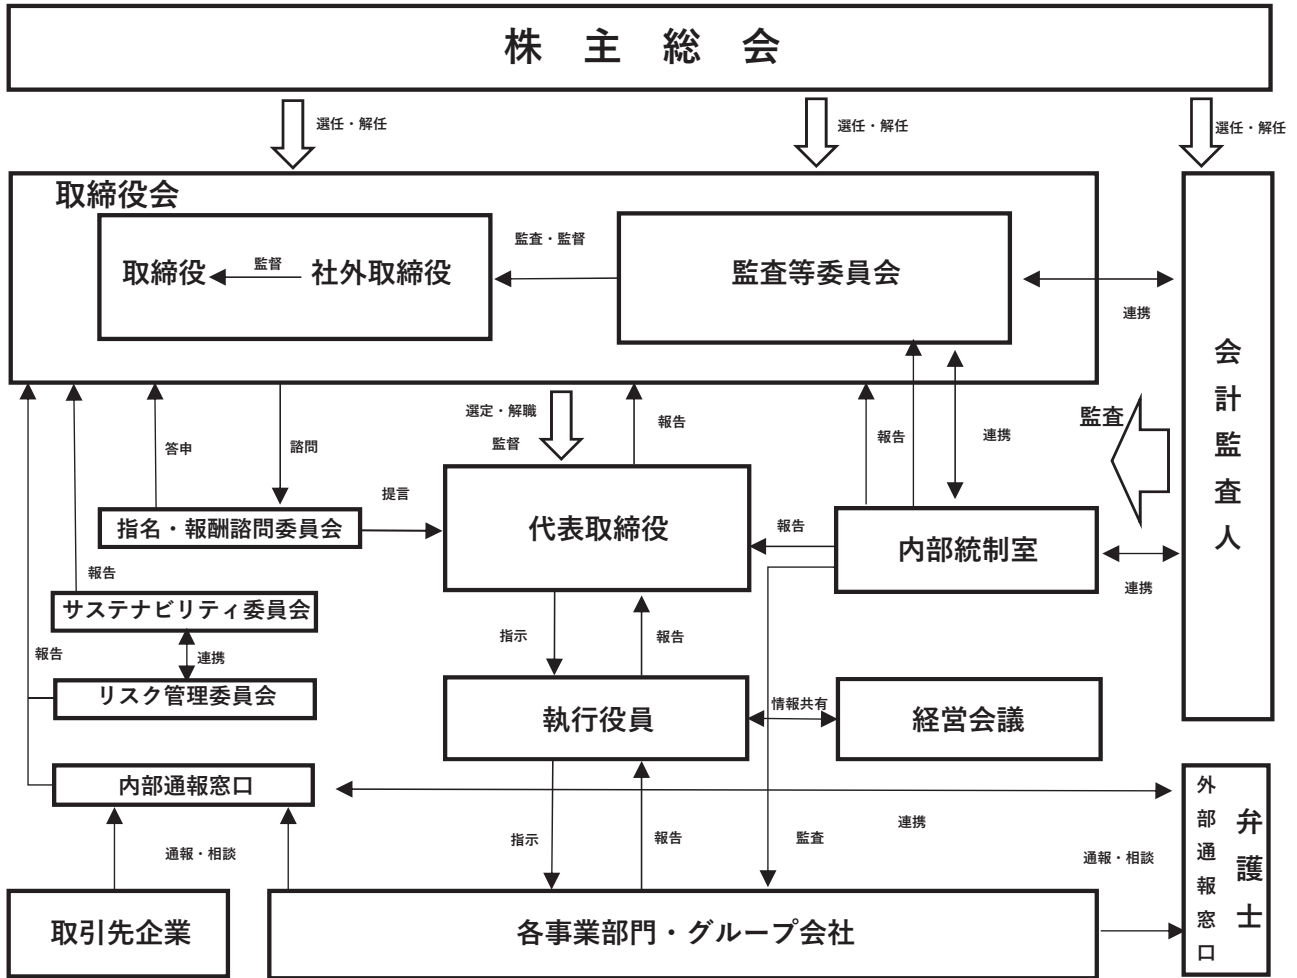 株主総会
選任・解任
選任・解任
選任・解任
取締役会
取締役
監督
社外取締役
監査・監督
監査等委員会
連携
会計監査人
答申
諮問
選定・解職
監督
報告
報告
連携
監査
指名・報酬諮問委員会
提言
代表取締役
報告
内部統制室
連携
報告
サステナビリティ委員会
報告
連携
リスク管理委員会
指示
報告
執行役員
情報共有
経営会議
内部通報窓口
連携
通報・相談
指示
報告
監査
通報・相談
外部通報窓口
弁護士
取引先企業
各事業部門・グループ会社